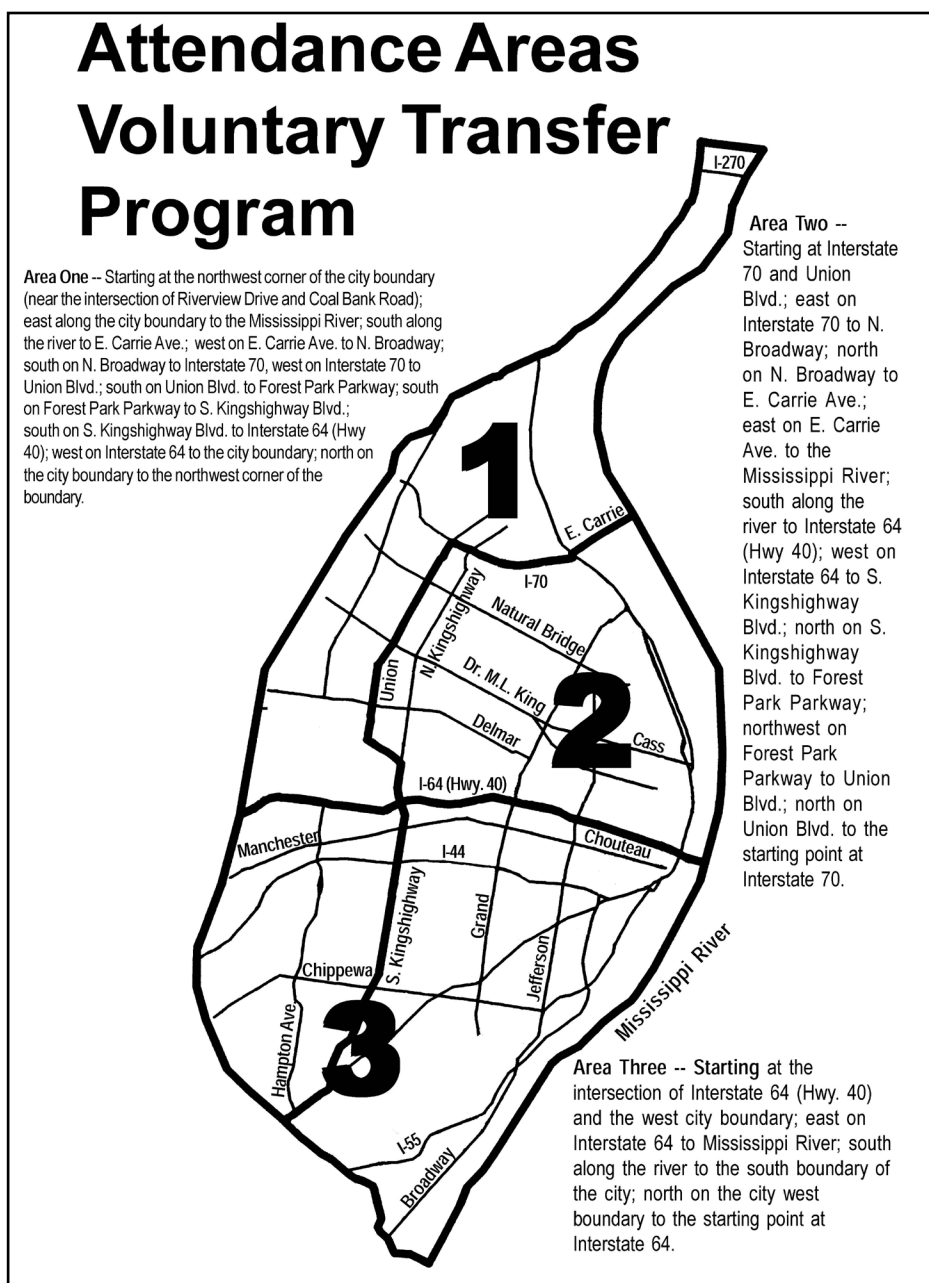 Attendance Areas
Voluntary Transfer
Program
Area One -- Starting at the northwest corner of the city boundary
(near the intersection of Riverview Drive and Coal Bank Road);
east along the city boundary to the Mississippi River; south along
the river to E. Carrie Ave.; west on E. Carrie Ave. to N. Broadway;
south on N. Broadway to Interstate 70, west on Interstate 70 to
Union Blvd.; south on Union Blvd. to Forest Park Parkway; south
on Forest Park Parkway to S. Kingshighway Blvd.;
south on S. Kingshighway Blvd. to Interstate 64 (Hwy
40); west on Interstate 64 to the city boundary; north on
the city boundary to the northwest corner of the
boundary.
I-270
Area Two --
Starting at Interstate
70 and Union
Blvd.; east on
Interstate 70 to N.
Broadway; north
on N. Broadway to
E. Carrie Ave.;
east on E. Carrie
Ave. to the
Mississippi River;
south along the
river to Interstate 64
(Hwy 40); west on
Interstate 64 to S.
Kingshighway
Blvd.; north on S.
Kingshighway
Blvd. to Forest
Park Parkway;
northwest on
Forest Park
Parkway to Union
Blvd.; north on
Union Blvd. to the
starting point at
Interstate 70.
1
E. Carrie
I-70
N. Kingshighway
Natural Bridge
Union
Dr. M.L. King
2
Delmar
Cass
I-64 (Hwy. 40)
Manchester
Chouteau
I-44
S. Kingshighway
Grand
Jefferson
Chippewa
Mississippi River
3
Hampton Ave.
I-55
Broadway
Area Three -- Starting at the
intersection of Interstate 64 (Hwy. 40)
and the west city boundary; east on
Interstate 64 to Mississippi River; south
along the river to the south boundary of
the city; north on the city west
boundary to the starting point at
Interstate 64.